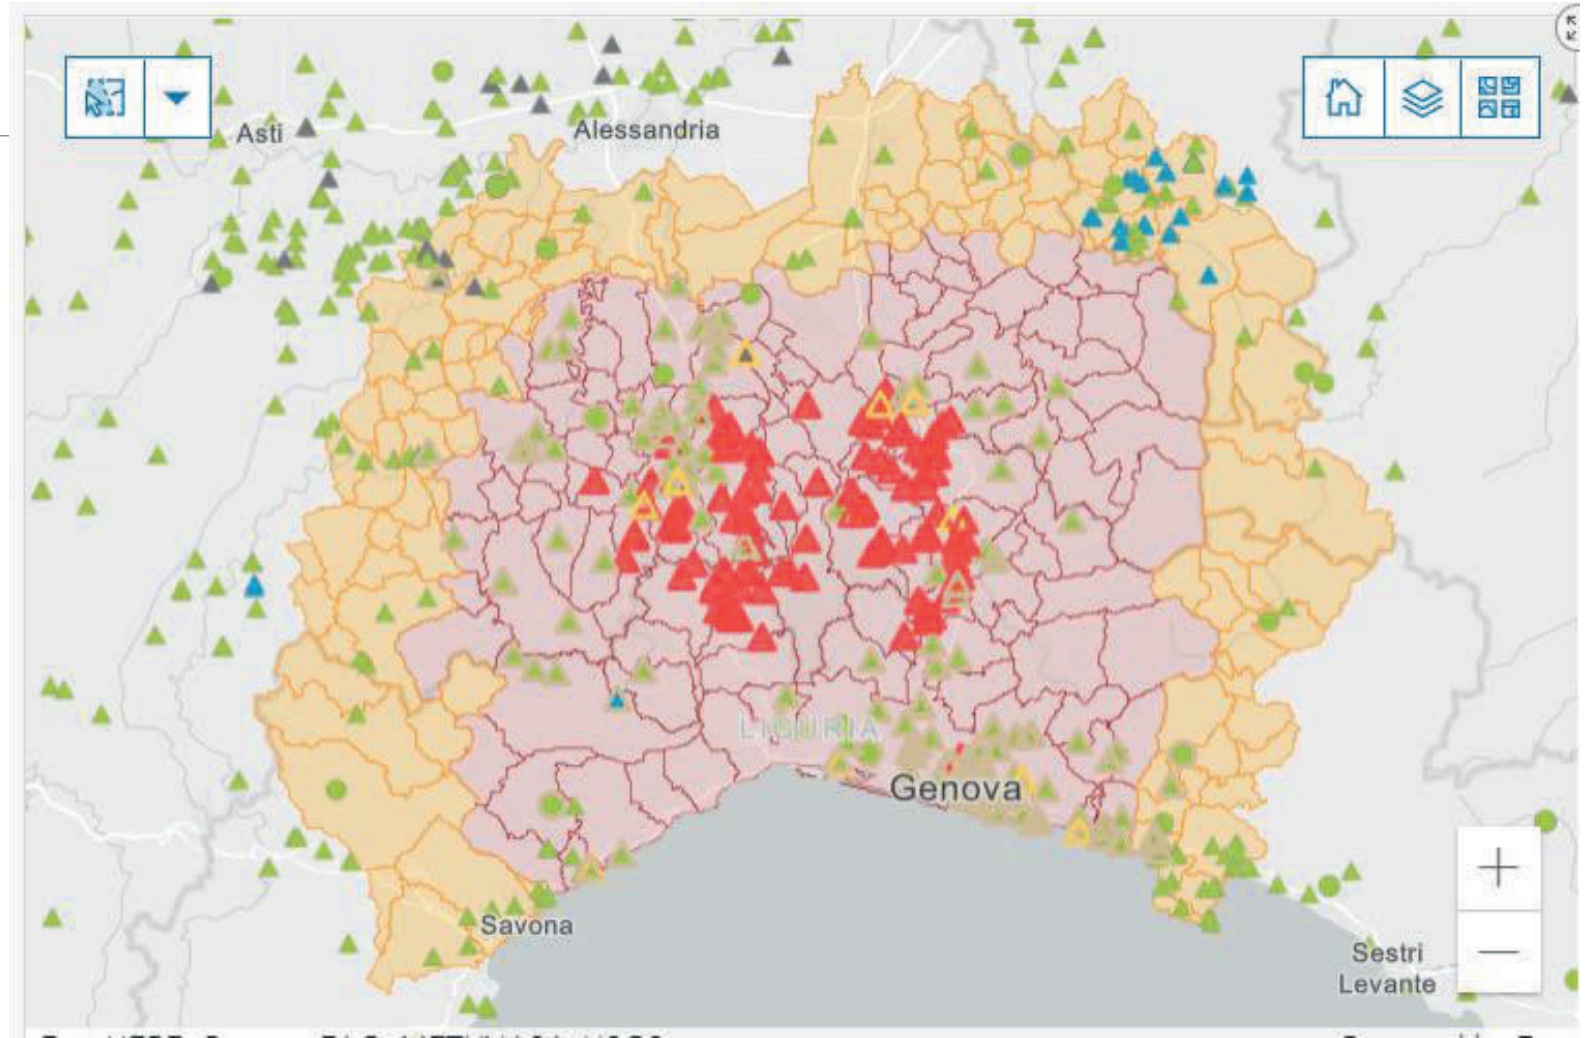 Asti
Alessandria
LIGURIA
Genova
Savona
Sestri
Levante